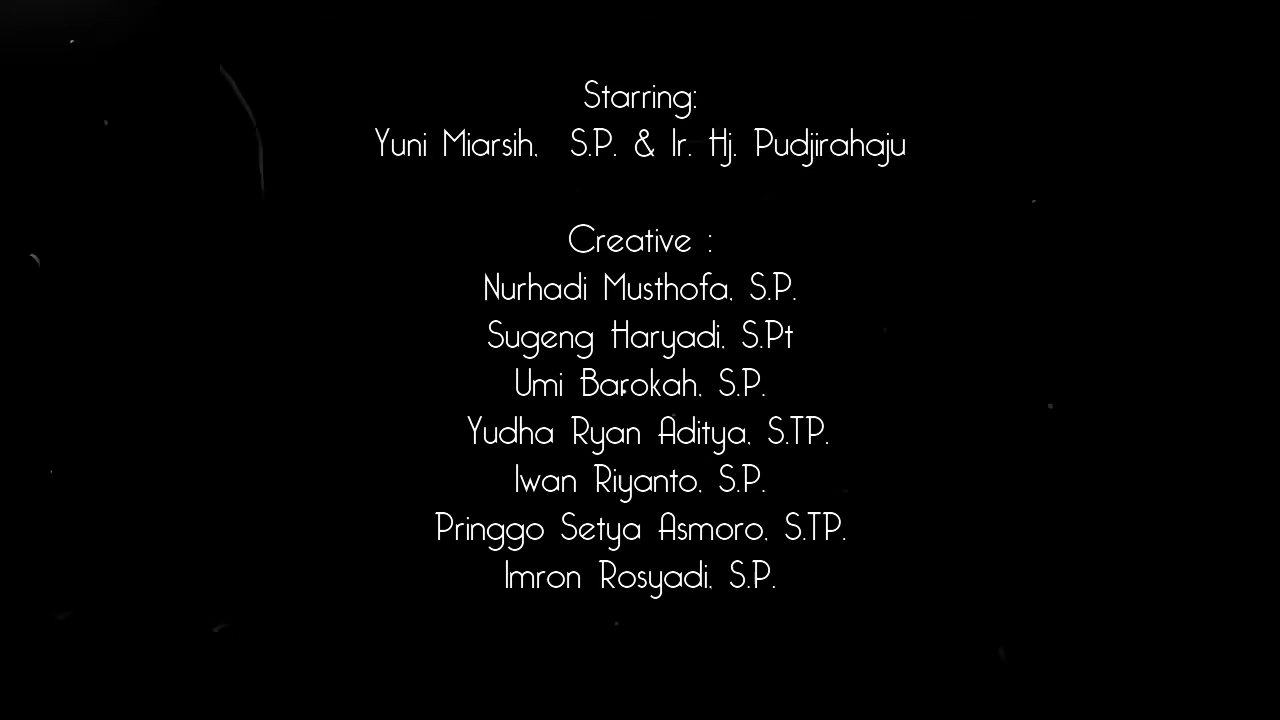 Starring:
Yuni Miarsih, S.P. & Ir. Hj. Pudjirahaju
Creative :
Nurhadi Musthofa, S.P.
Sugeng Haryadi, S.Pt
Umi Barokah, S.P.
Yudha Ryan Aditya, S.TP.
Iwan Riyanto, S.P.
Pringgo Setya Asmoro, S.TP.
Imron Rosyadi, S.P.